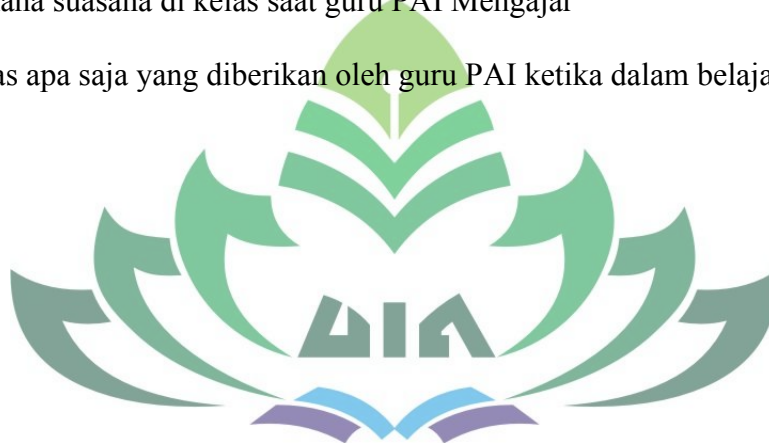 ana suasana di kelas saat guru PAI Mengajar
as apa saja yang diberikan oleh guru PAI ketika dalam belaja
UIN